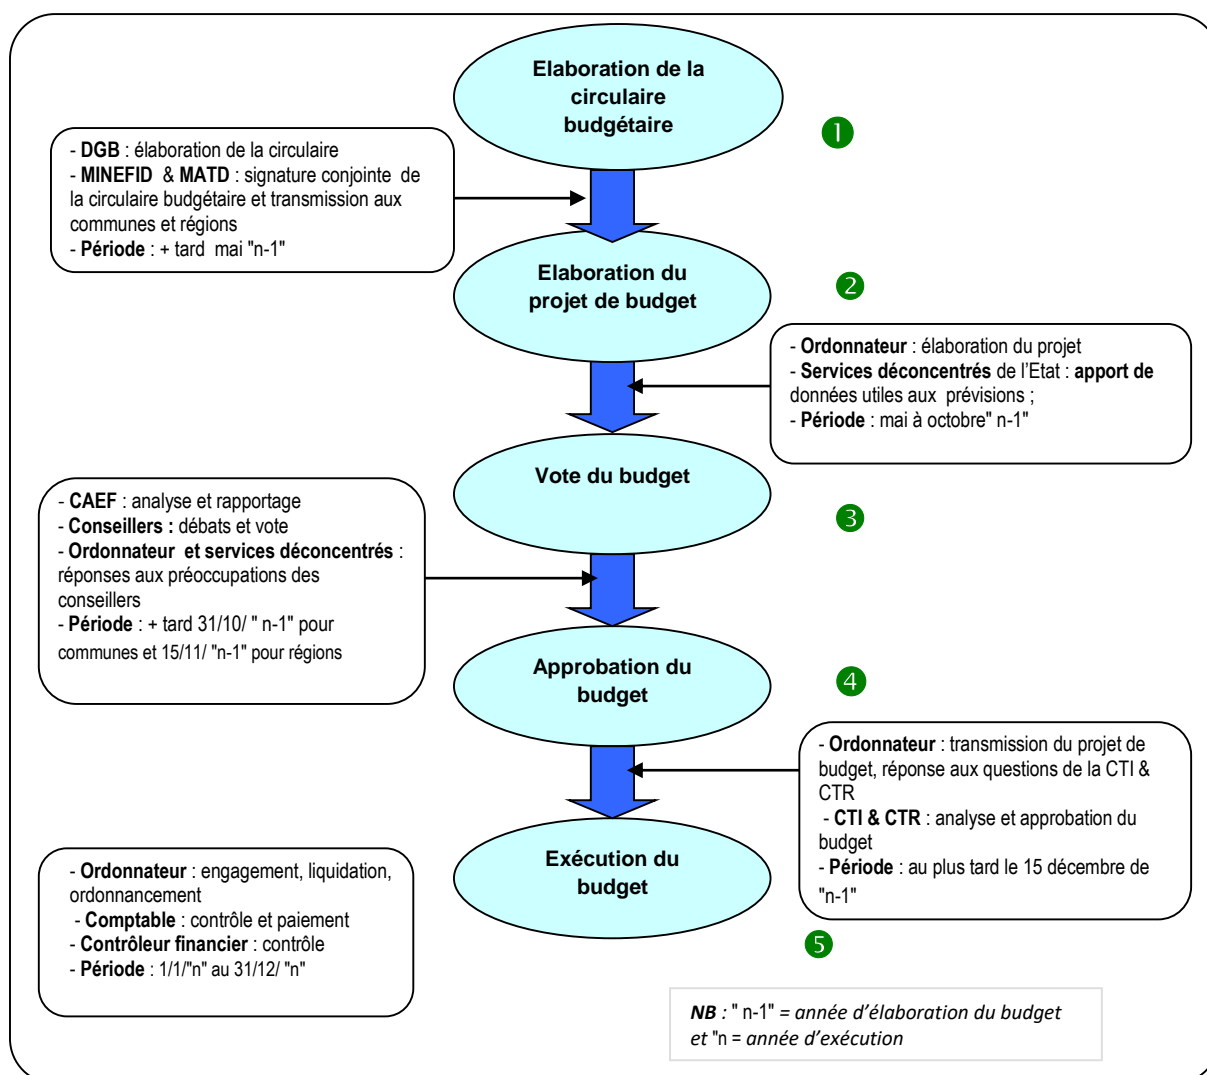 Elaboration de la
circulaire
budgétaire
❶
- DGB : élaboration de la circulaire
- MINEFID & MATD : signature conjointe de
la circulaire budgétaire et transmission aux
communes et régions
- Période : + tard mai "n-1"
Elaboration du
projet de budget
❷
- Ordonnateur : élaboration du projet
- Services déconcentrés de l’Etat : apport de
données utiles aux prévisions ;
- Période : mai à octobre" n-1"
Vote du budget
❸
- CAEF : analyse et rapportage
- Conseillers : débats et vote
- Ordonnateur et services déconcentrés :
réponses aux préoccupations des
conseillers
- Période : + tard 31/10/ " n-1" pour
communes et 15/11/ "n-1" pour régions
Approbation du
budget
❹
- Ordonnateur : transmission du projet de
budget, réponse aux questions de la CTI &
CTR
- CTI & CTR : analyse et approbation du
budget
- Période : au plus tard le 15 décembre de
"n-1"
Exécution du
budget
❺
- Ordonnateur : engagement, liquidation,
ordonnancement
- Comptable : contrôle et paiement
- Contrôleur financier : contrôle
- Période : 1/1/"n" au 31/12/ "n"
NB : " n-1" = année d’élaboration du budget
et "n = année d’exécution